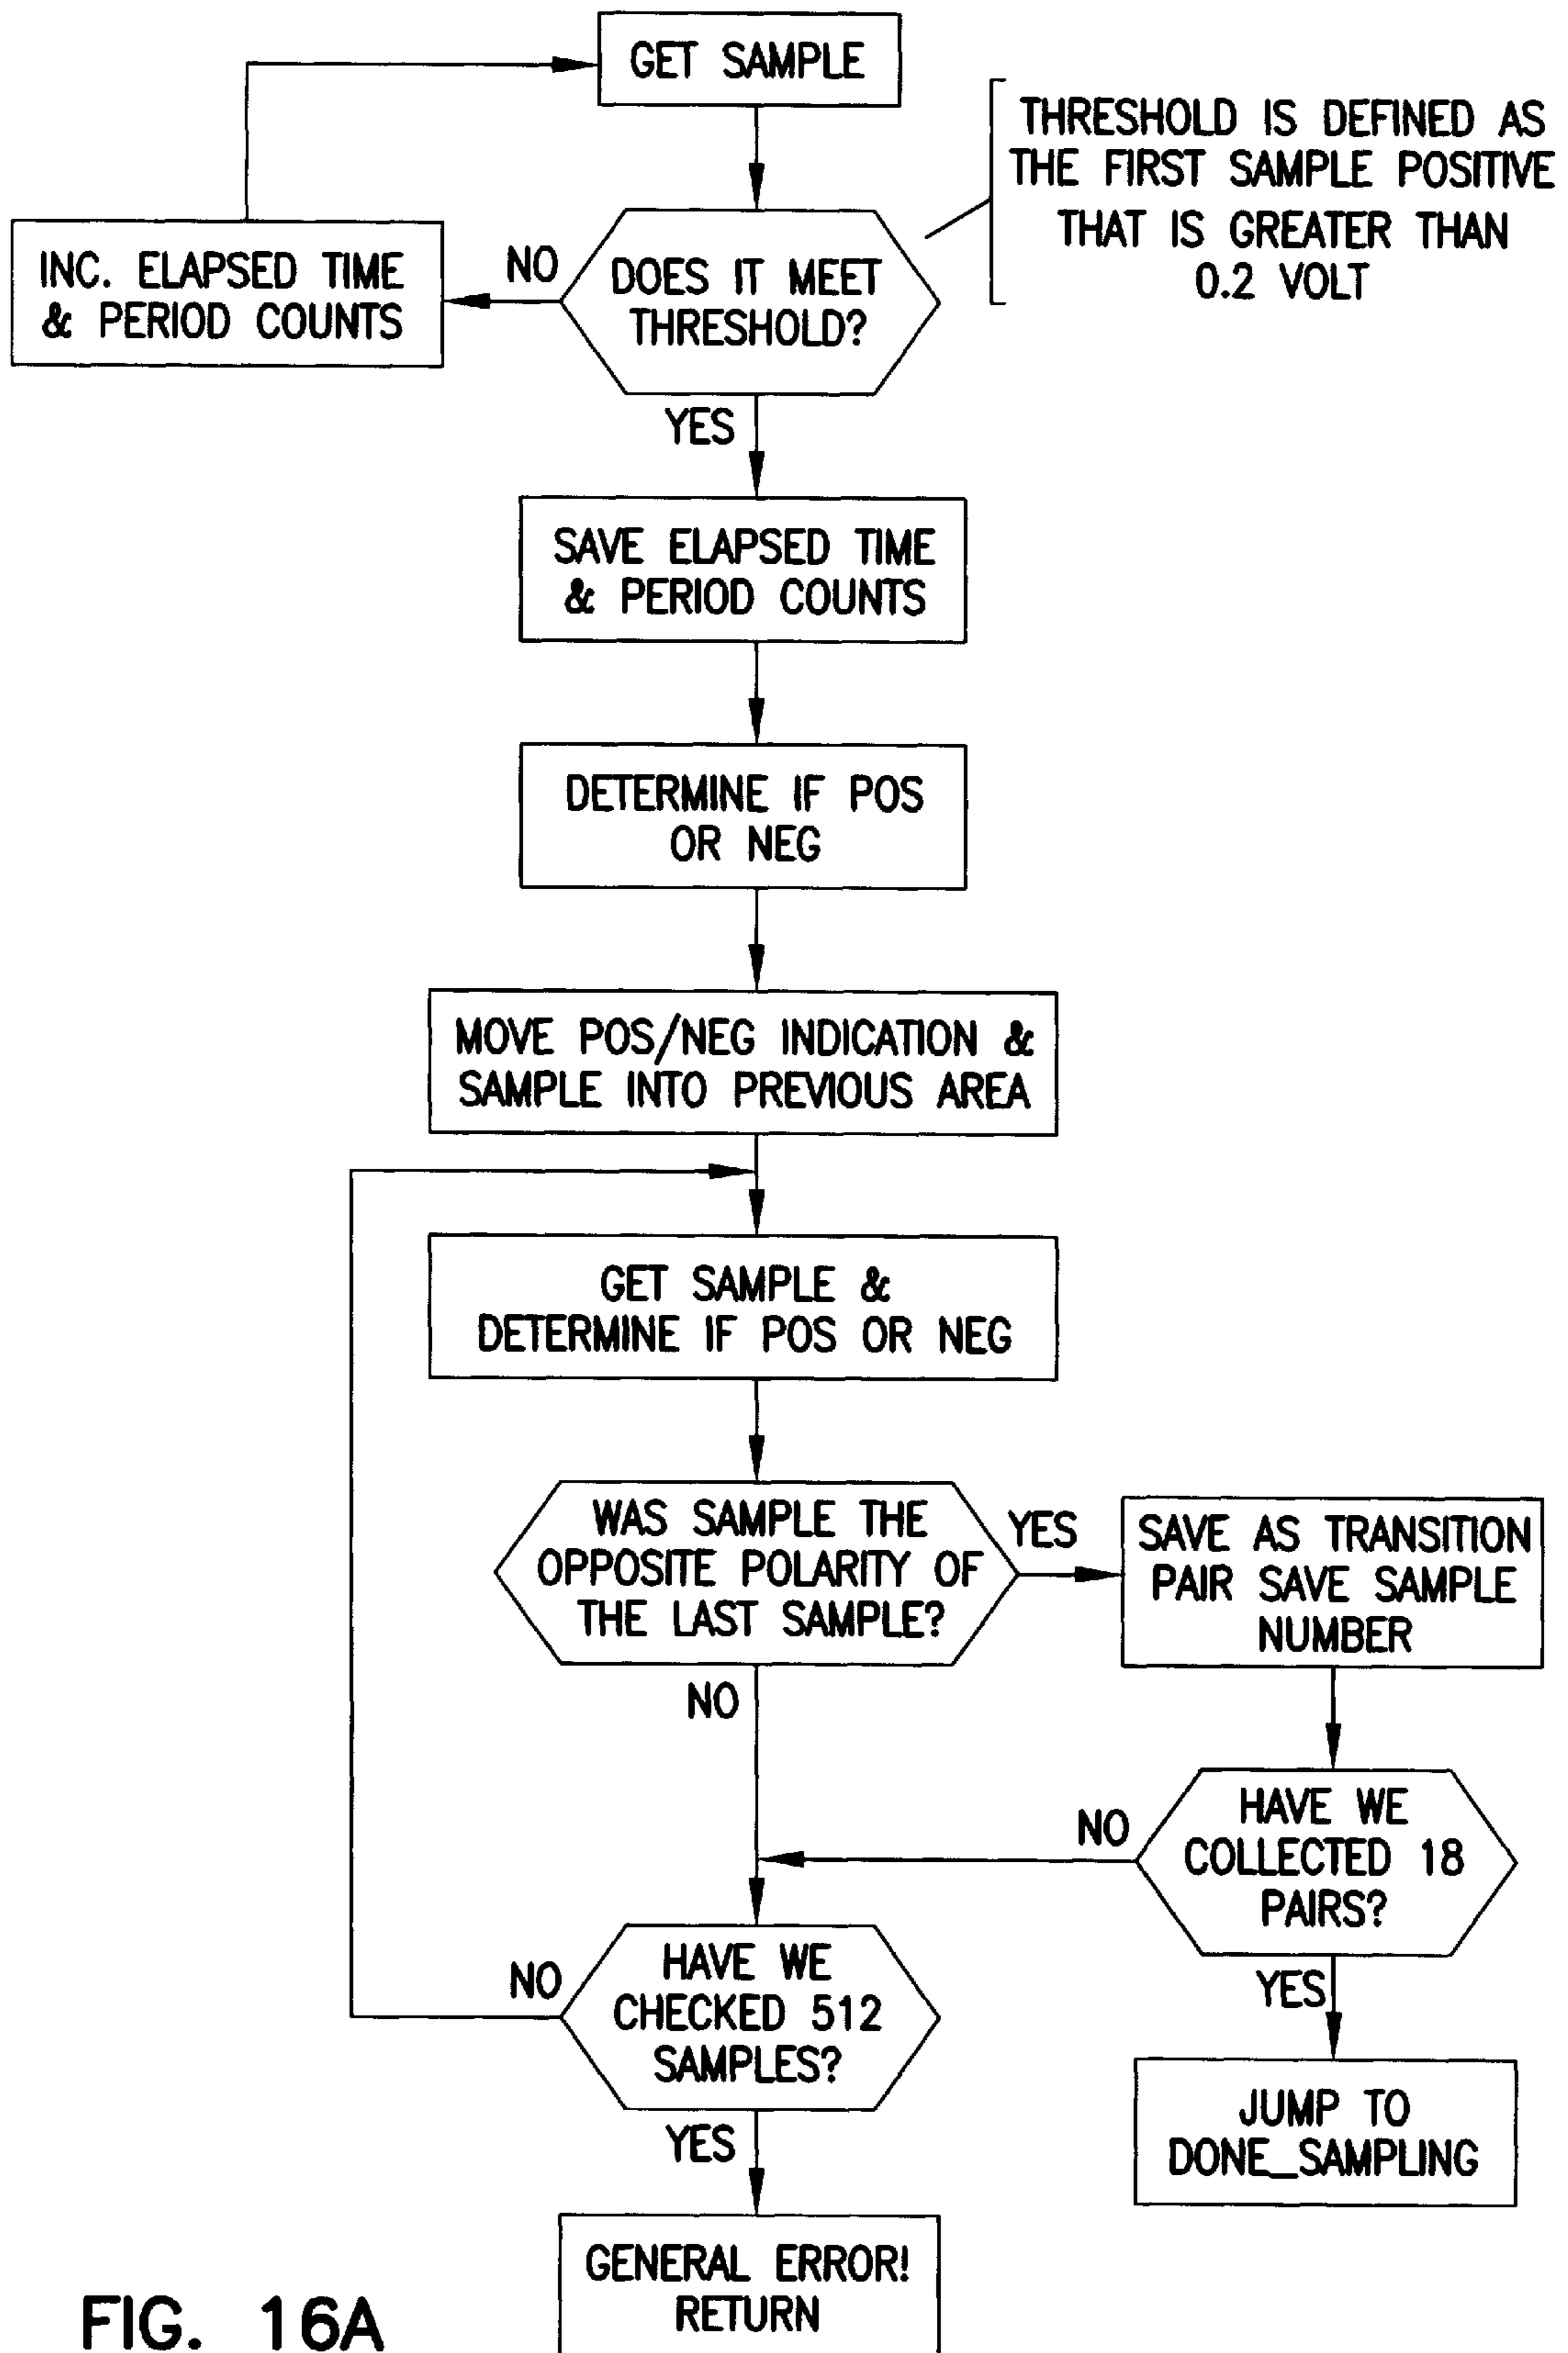 GET SAMPLE
THRESHOLD IS DEFINED AS
THE FIRST SAMPLE POSITIVE
THAT IS GREATER THAN
0.2 VOLT
INC. ELAPSED TIME
& PERIOD COUNTS
NO
DOES IT MEET
THRESHOLD?
YES
SAVE ELAPSED TIME
& PERIOD COUNTS
DETERMINE IF POS
OR NEG
MOVE POS/NEG INDICATION &
SAMPLE INTO PREVIOUS AREA
GET SAMPLE &
DETERMINE IF POS OR NEG
WAS SAMPLE THE
OPPOSITE POLARITY OF
THE LAST SAMPLE?
YES
SAVE AS TRANSITION
PAIR SAVE SAMPLE
NUMBER
NO
HAVE WE
COLLECTED 18
PAIRS?
NO
YES
HAVE WE
CHECKED 512
SAMPLES?
NO
YES
JUMP TO
DONE_SAMPLING
GENERAL ERROR!
RETURN
FIG. 16A